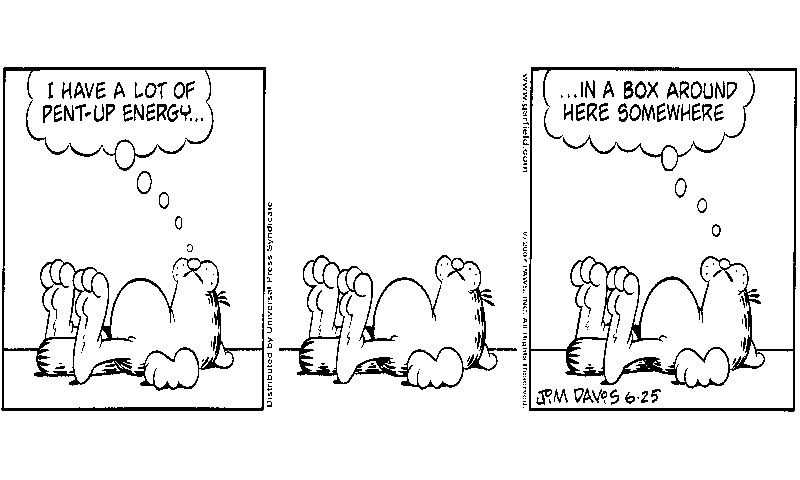 I HAVE A LOT OF
PENT-UP ENERGY...
Distributed by Universal Press Syndicate
www.garfield.com
...IN A BOX AROUND
HERE SOMEWHERE
JIM DAVIS 6·25